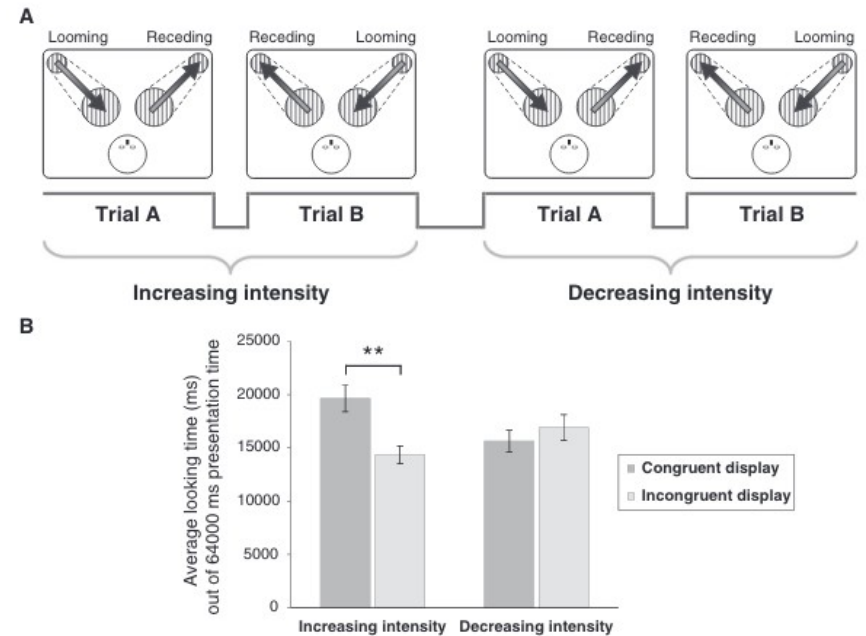 A
Looming Receding Receding Looming Looming Receding Receding Looming
Trial A Trial B Trial A Trial B
Increasing intensity Decreasing intensity
B
Average looking time (ms)
out of 64000 ms presentation time
25000
20000
15000
10000
5000
0
**
Congruent display
Incongruent display
Increasing intensity Decreasing intensity